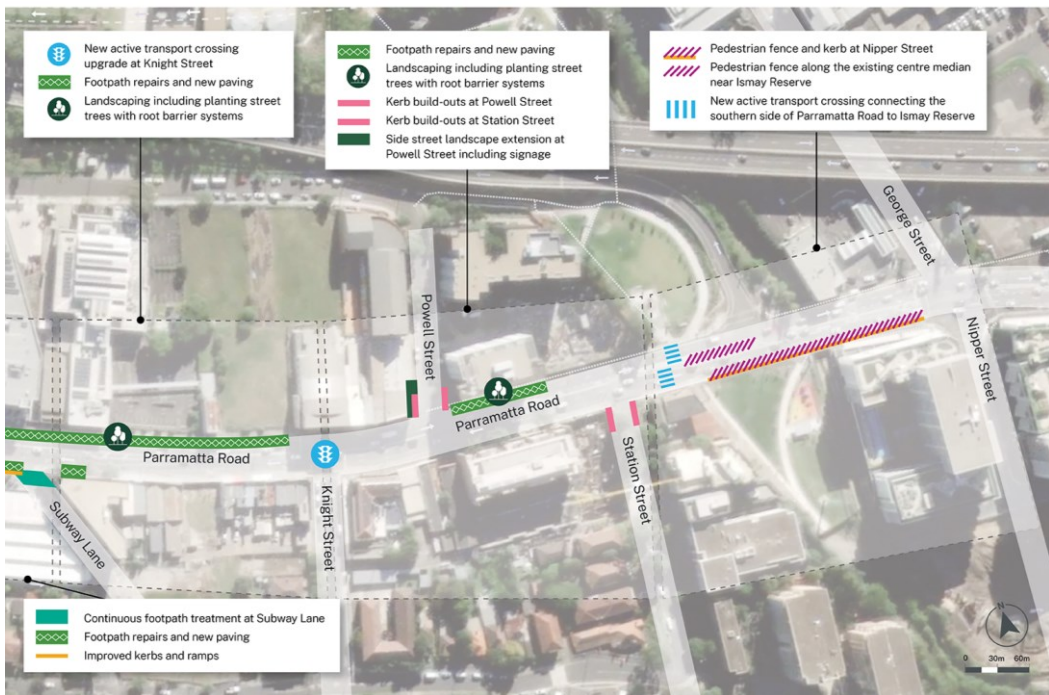 New active transport crossing
upgrade at Knight Street
Footpath repairs and new paving
Landscaping including planting street
trees with root barrier systems
Footpath repairs and new paving
Landscaping including planting street
trees with root barrier systems
Kerb build-outs at Powell Street
Kerb build-outs at Station Street
Side street landscape extension at
Powell Street including signage
Pedestrian fence and kerb at Nipper Street
Pedestrian fence along the existing centre median
near Ismay Reserve
New active transport crossing connecting the
southern side of Parramatta Road to Ismay Reserve
George Street
Powell Street
Nipper Street
Parramatta Road
Parramatta Road
Station Street
Knight Street
Subway Lane
Continuous footpath treatment at Subway Lane
Footpath repairs and new paving
Improved kerbs and ramps
N
0 30m 60m